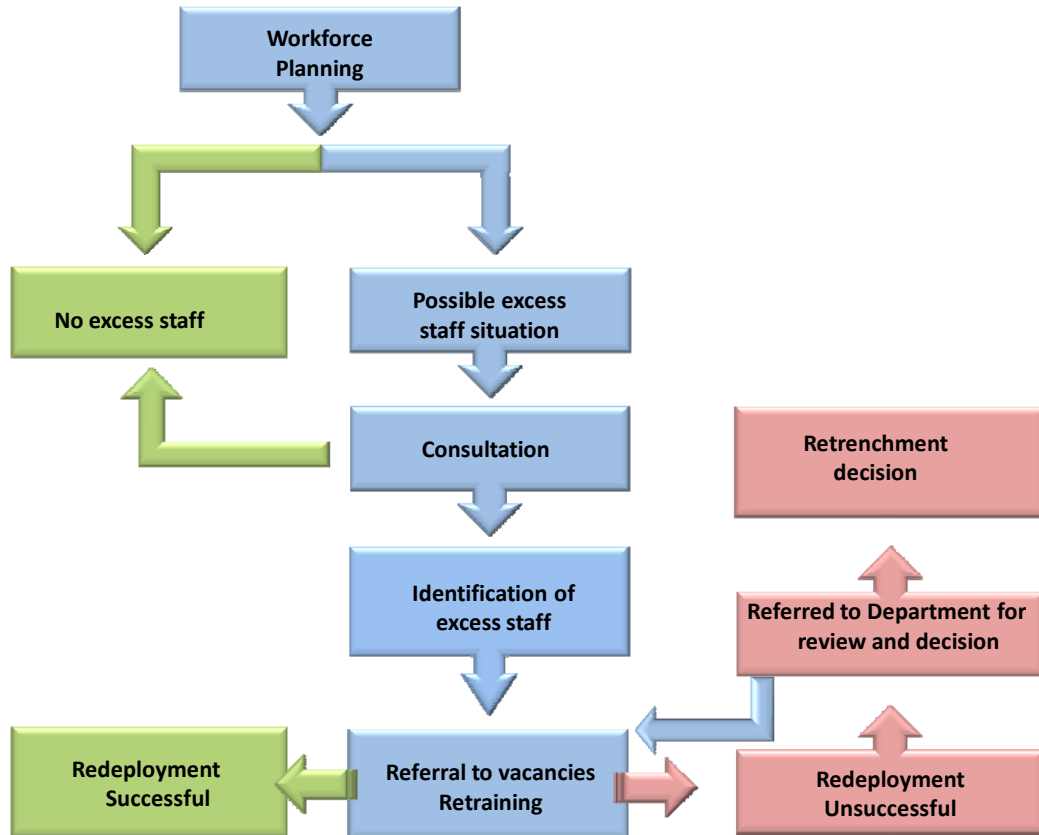 Workforce
Planning
No excess staff
Possible excess
staff situation
Consultation
Retrenchment
decision
Identification of
excess staff
Referred to Department for
review and decision
Redeployment
Successful
Referral to vacancies
Retraining
Redeployment
Unsuccessful